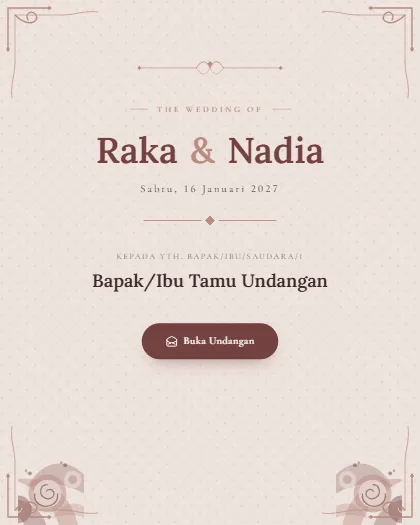 THE WEDDING OF
Raka & Nadia
Sabtu, 16 Januari 2027
KEPADA YTH. BAPAK/IBU/SAUDARA/I
Bapak/Ibu Tamu Undangan
Buka Undangan